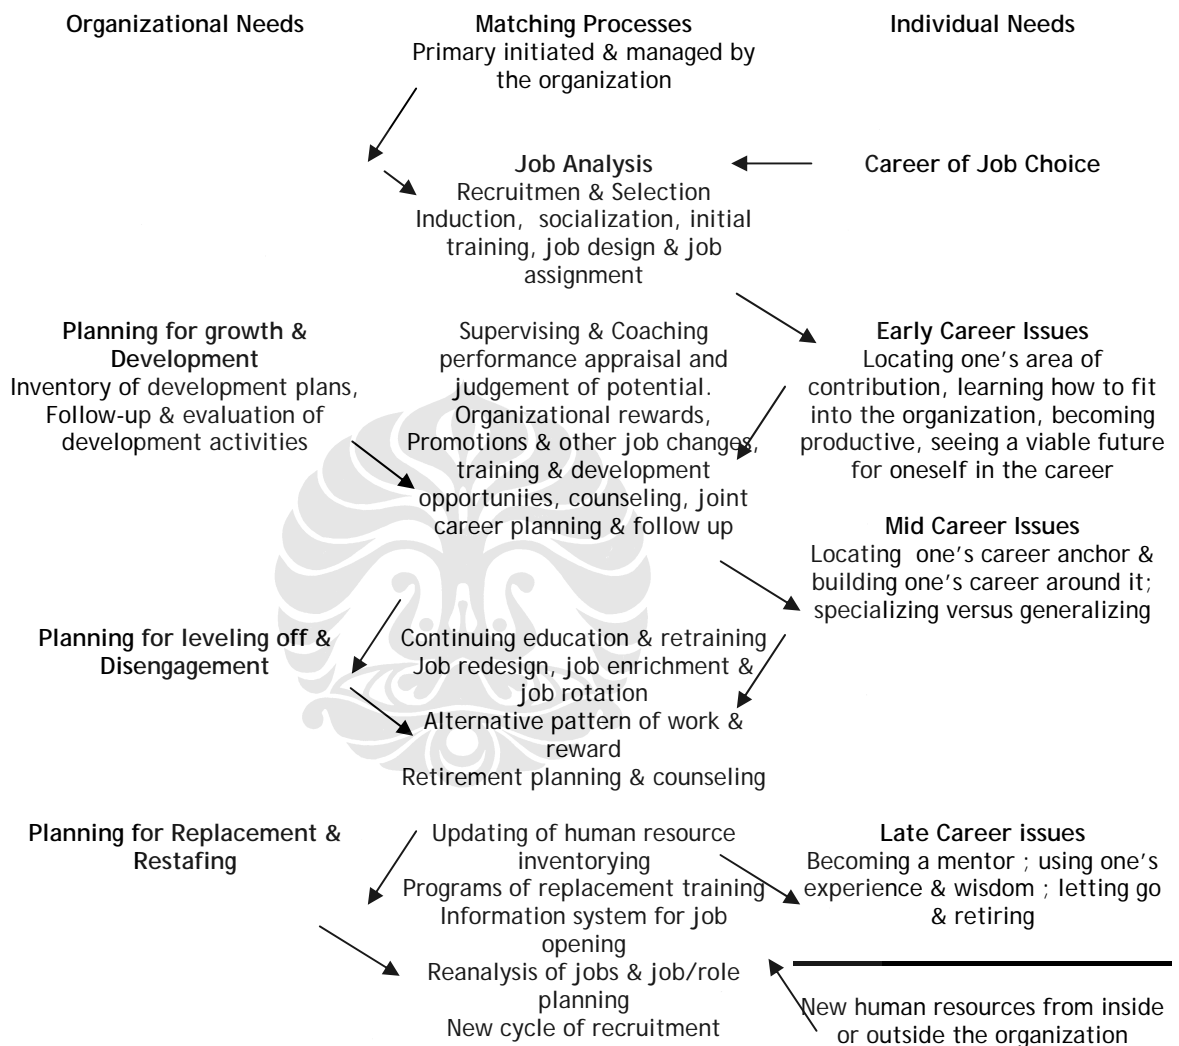 Organizational Needs
Matching Processes
Individual Needs
Primary initiated & managed by
the organization
Job Analysis
Career of Job Choice
Recruitmen & Selection
Induction, socialization, initial
training, job design & job
assignment
Planning for growth &
Development
Inventory of development plans,
Follow-up & evaluation of
development activities
Supervising & Coaching
performance appraisal and
judgement of potential.
Organizational rewards,
Promotions & other job changes,
training & development
opportuniies, counseling, joint
career planning & follow up
Early Career Issues
Locating one's area of
contribution, learning how to fit
into the organization, becoming
productive, seeing a viable future
for oneself in the career
Mid Career Issues
Locating one's career anchor &
building one's career around it;
specializing versus generalizing
Planning for leveling off &
Disengagement
Continuing education & retraining
Job redesign, job enrichment &
job rotation
Alternative pattern of work &
reward
Retirement planning & counseling
Planning for Replacement &
Restafing
Updating of human resource
inventorying
Programs of replacement training
Information system for job
opening
Reanalysis of jobs & job/role
planning
New cycle of recruitment
Late Career issues
Becoming a mentor ; using one's
experience & wisdom ; letting go
& retiring
New human resources from inside
or outside the organization